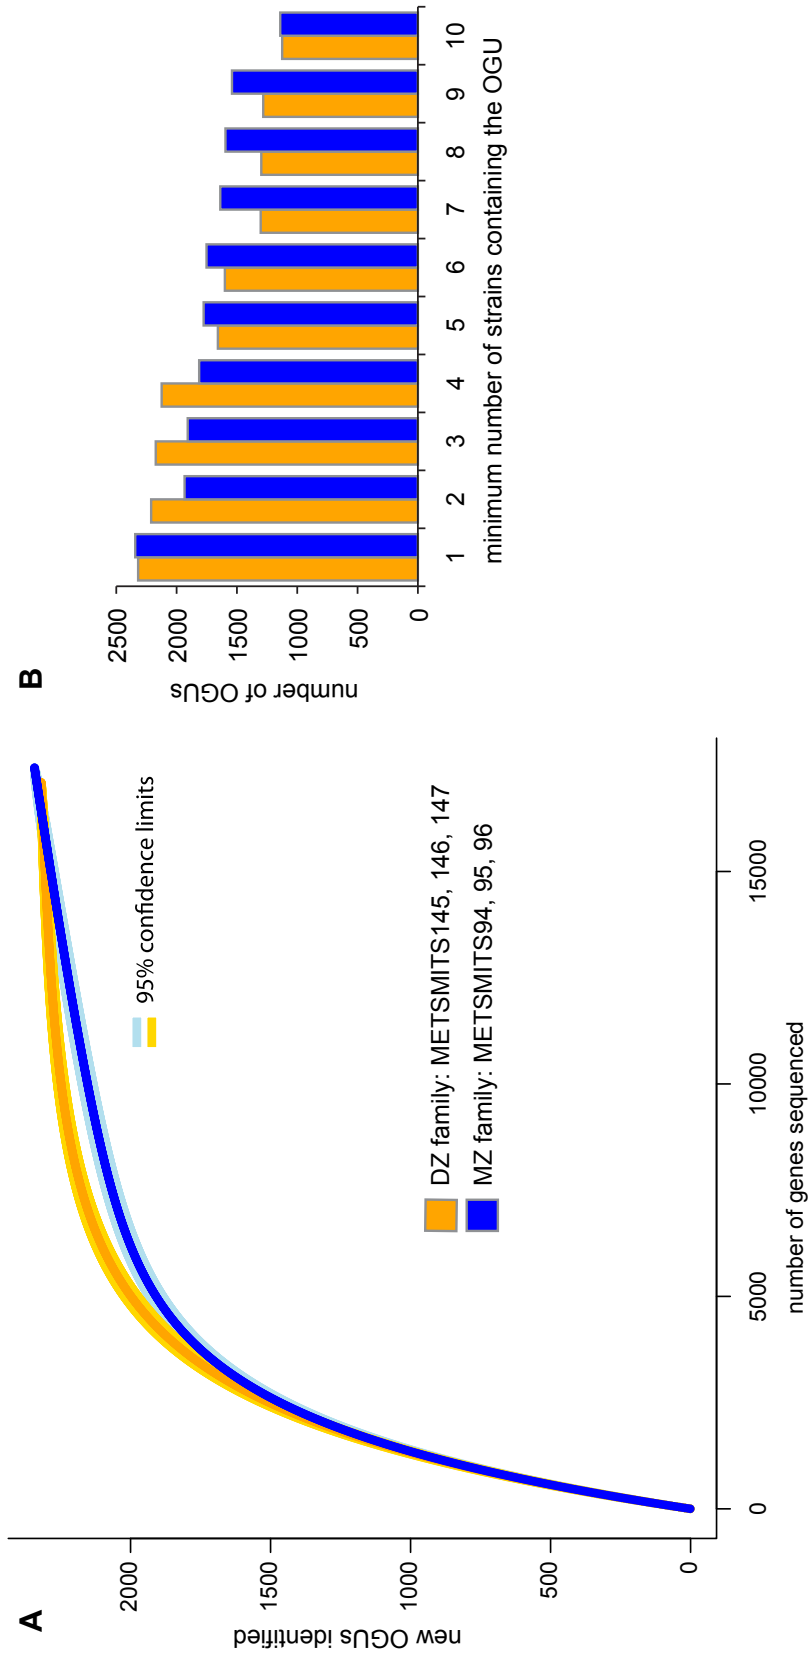 A
new OGUs identified
0
500
1000
1500
2000
0
5000
10000
15000
number of genes sequenced
95% confidence limits
DZ family: METSMITS145, 146, 147
MZ family: METSMITS94, 95, 96
B
number of OGUs
0
500
1000
1500
2000
2500
1
2
3
4
5
6
7
8
9
10
minimum number of strains containing the OGU